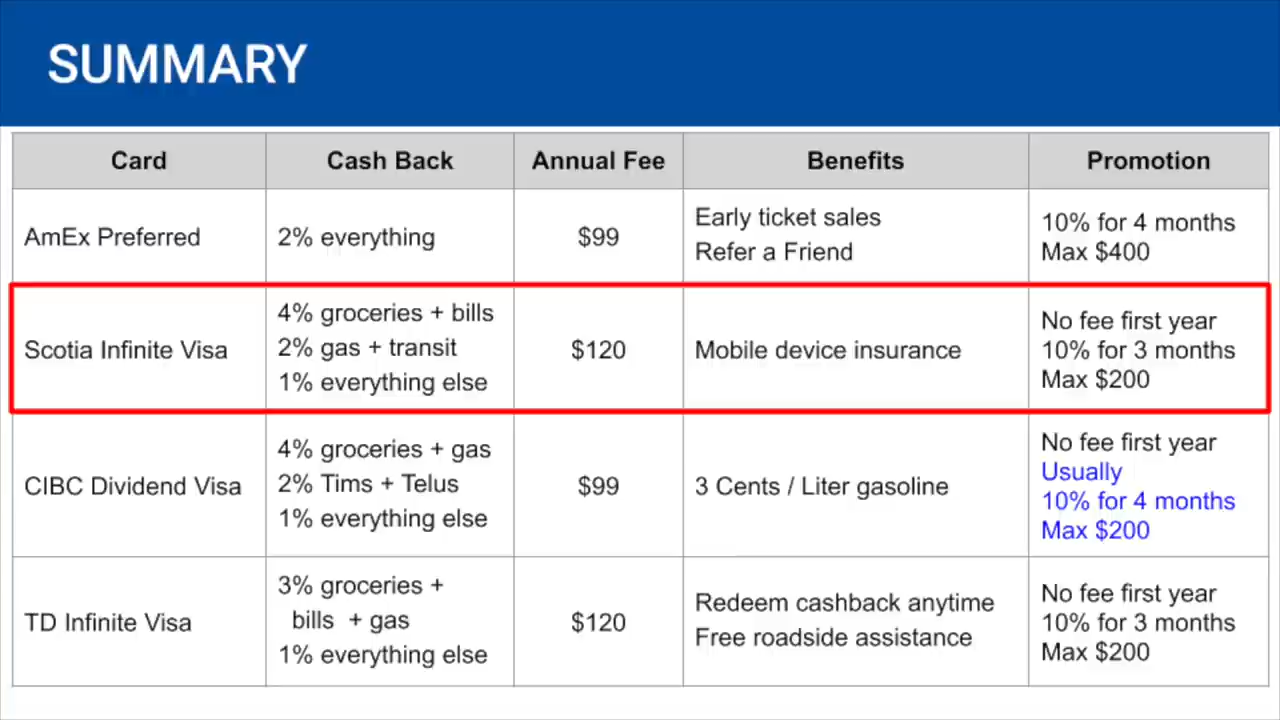 SUMMARY
Card
Cash Back
Annual Fee
Benefits
Promotion
AmEx Preferred
2% everything
$99
Early ticket sales
Refer a Friend
10% for 4 months
Max $400
Scotia Infinite Visa
4% groceries + bills
2% gas + transit
1% everything else
$120
Mobile device insurance
No fee first year
10% for 3 months
Max $200
CIBC Dividend Visa
4% groceries + gas
2% Tims + Telus
1% everything else
$99
3 Cents / Liter gasoline
No fee first year
Usually
10% for 4 months
Max $200
TD Infinite Visa
3% groceries +
bills + gas
1% everything else
$120
Redeem cashback anytime
Free roadside assistance
No fee first year
10% for 3 months
Max $200